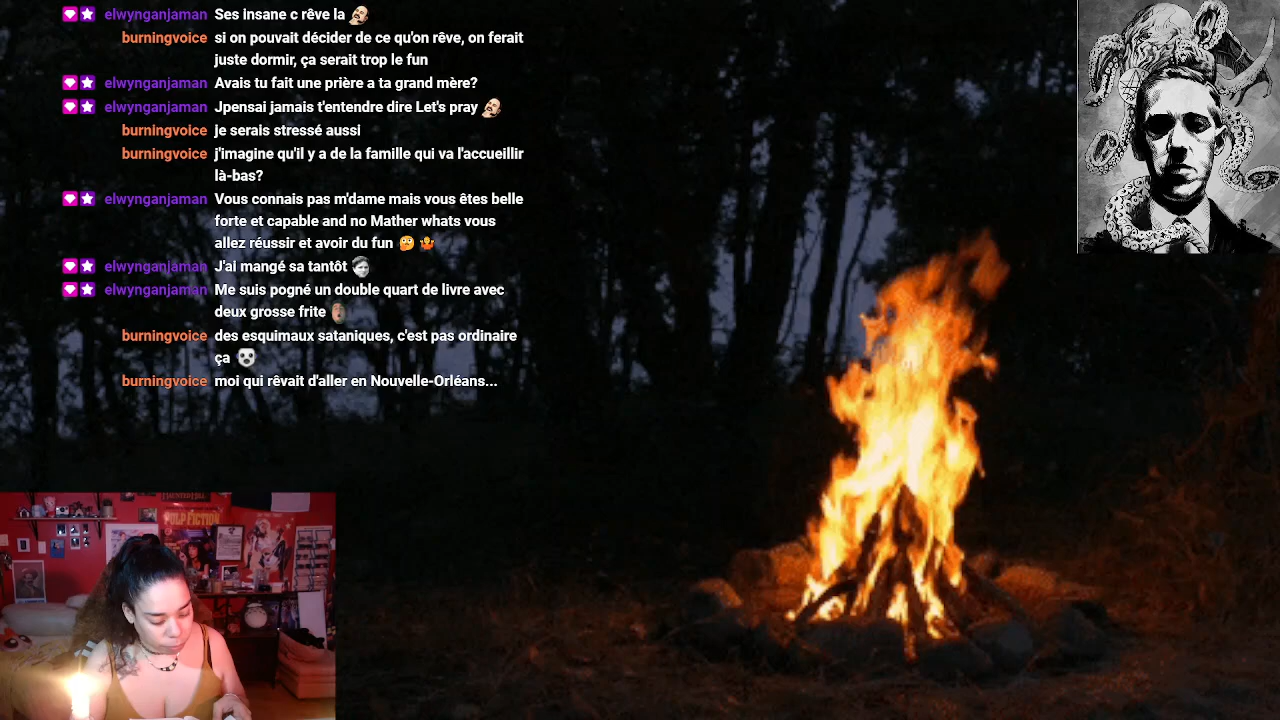 elwynganjaman Ses insane c rêve la
burningvoice si on pouvait décider de ce qu'on rêve, on ferait
juste dormir, ça serait trop le fun
elwynganjaman Avais tu fait une prière a ta grand mère?
elwynganjaman Jpensai jamais t'entendre dire Let's pray
burningvoice je serais stressé aussi
burningvoice j'imagine qu'il y a de la famille qui va l'accueillir
là-bas?
elwynganjaman Vous connais pas m'dame mais vous êtes belle
forte et capable and no Mather whats vous
allez réussir et avoir du fun
elwynganjaman J'ai mangé sa tantôt
elwynganjaman Me suis pogné un double quart de livre avec
deux grosse frite
burningvoice des esquimaux sataniques, c'est pas ordinaire
ça
burningvoice moi qui rêvait d'aller en Nouvelle-Orléans...
PULP FICTION